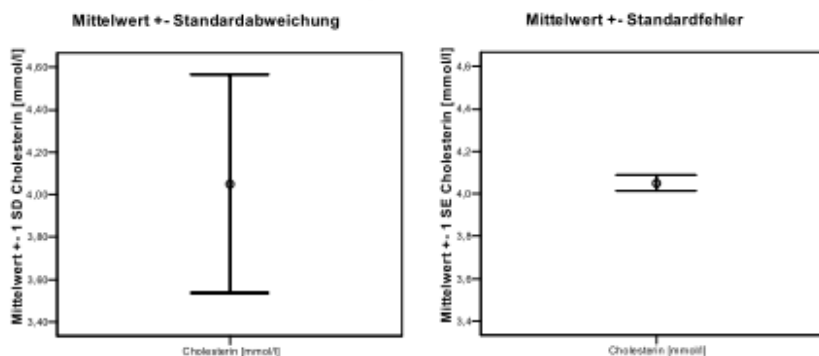 Mittelwert +- Standardabweichung
Mittelwert +- 1 SD Cholesterin [mmol/l]
4,60
4,40
4,20
4,00
3,80
3,60
3,40
Cholesterin [mmol/l]
Mittelwert +- Standardfehler
Mittelwert +- 1 SE Cholesterin [mmol/l]
4,6
4,4
4,2
4,0
3,8
3,6
3,4
Cholesterin [mmol/l]